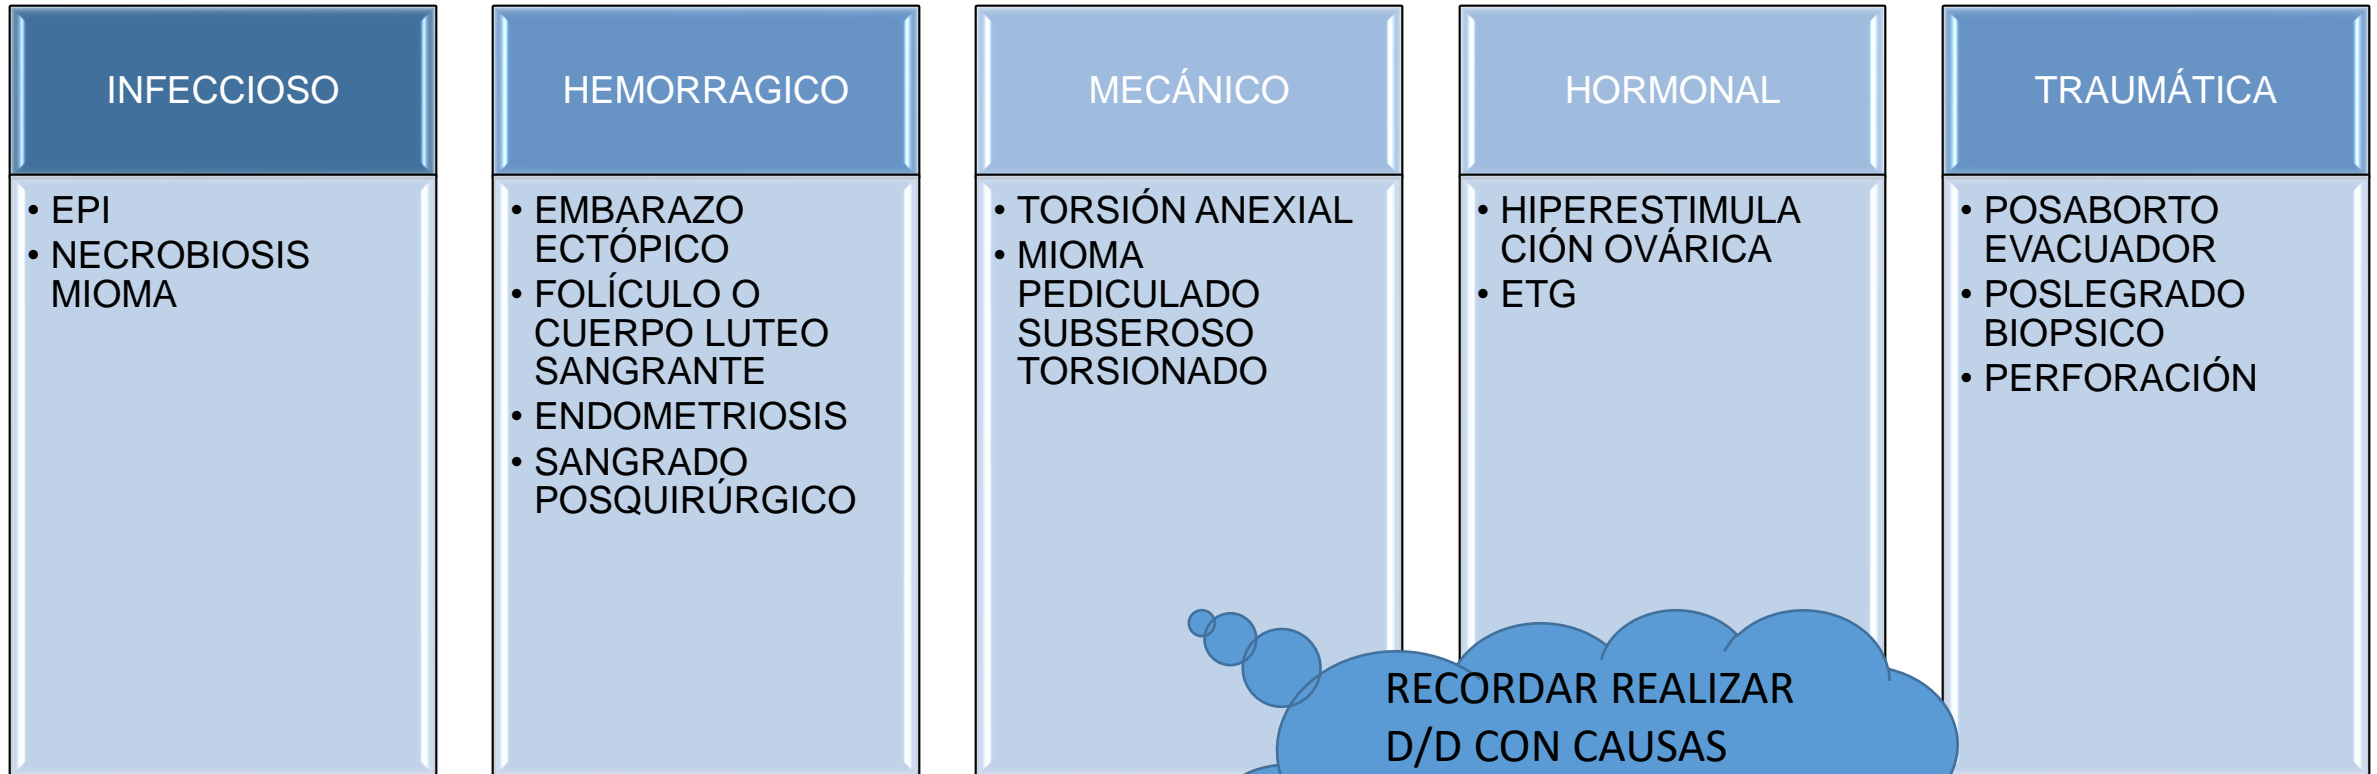 INFECCIOSO
• EPI
• NECROBIOSIS
MIOMA
HEMORRAGICO
• EMBARAZO
ECTÓPICO
• FOLÍCULO O
CUERPO LUTEO
SANGRANTE
• ENDOMETRIOSIS
• SANGRADO
POSQUIRÚRGICO
MECÁNICO
• TORSIÓN ANEXIAL
• MIOMA
PEDICULADO
SUBSEROSO
TORSIONADO
HORMONAL
• HIPERESTIMULA
CIÓN OVÁRICA
• ETG
TRAUMÁTICA
• POSABORTO
EVACUADOR
• POSLEGRADO
BIOPSICO
• PERFORACIÓN
RECORDAR REALIZAR
D/D CON CAUSAS